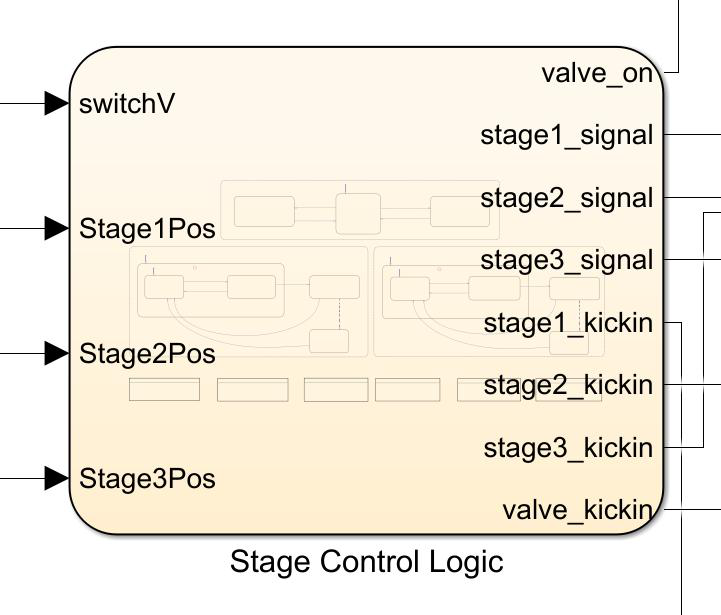 valve_on
switchV
stage1_signal
stage2_signal
Stage1Pos
stage3_signal
stage1_kickin
Stage2Pos
stage2_kickin
stage3_kickin
Stage3Pos
valve_kickin
Stage Control Logic